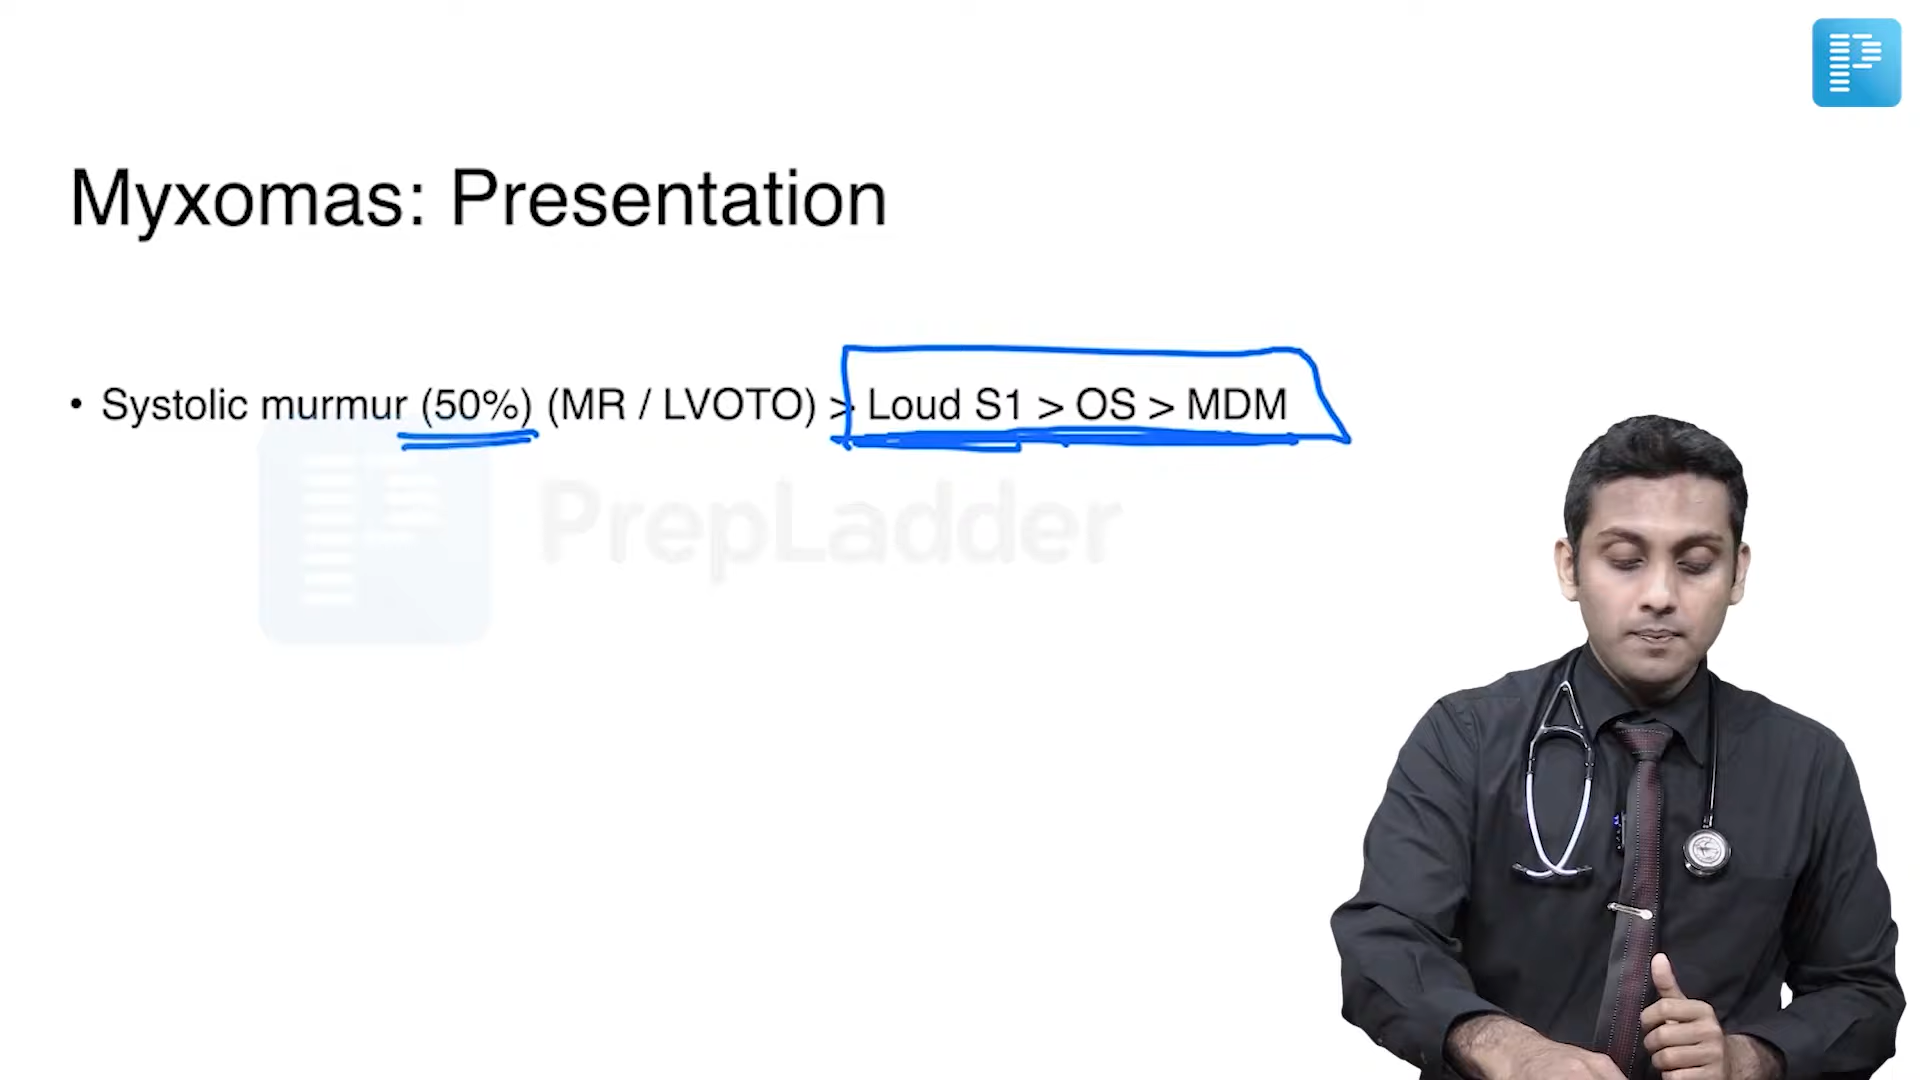 Myxomas: Presentation
• Systolic murmur (50%) (MR / LVOTO) > Loud S1 > OS > MDM
PrepLadder